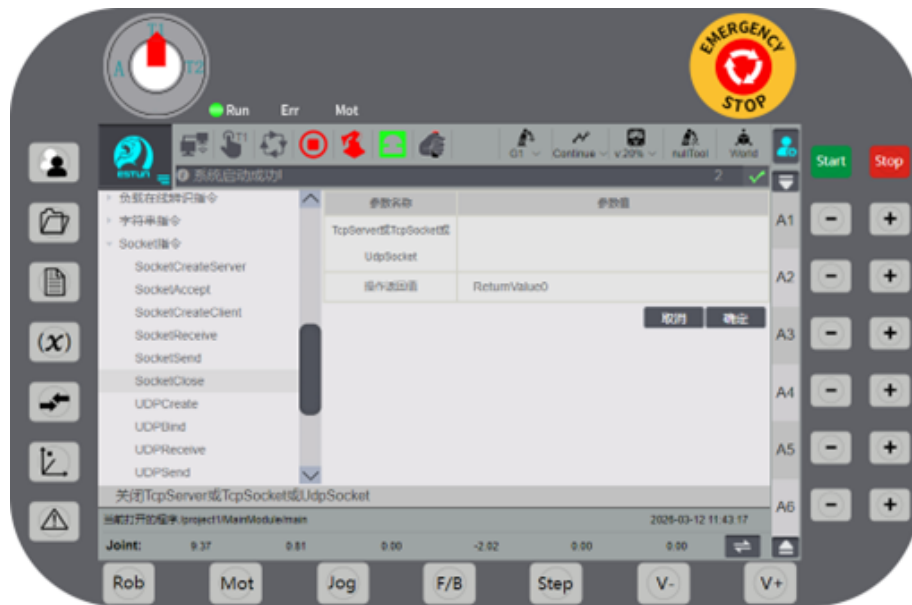 T1
A
T2
EMERGENCY
STOP
Run Err Mot
T1
G1 Continue v:29% nullTool World
ESTUN
系统启动成功! 2
Start Stop
负载在线辨识指令
字符串指令
Socket指令
SocketCreateServer
SocketAccept
SocketCreateClient
SocketReceive
SocketSend
SocketClose
UDPCreate
UDPBind
UDPReceive
UDPSend
参数名称 参数值
TcpServer或TcpSocket或
UdpSocket
操作返回值 ReturnValue0
取消 确定
A1 - +
A2 - +
A3 - +
A4 - +
A5 - +
A6 - +
(x)
关闭TcpServer或TcpSocket或UdpSocket
当前打开的程序:/project1/MainModule/main 2026-03-12 11:43:17
Joint: 9.37 0.81 0.00 -2.02 0.00 0.00
Rob Mot Jog F/B Step V- V+